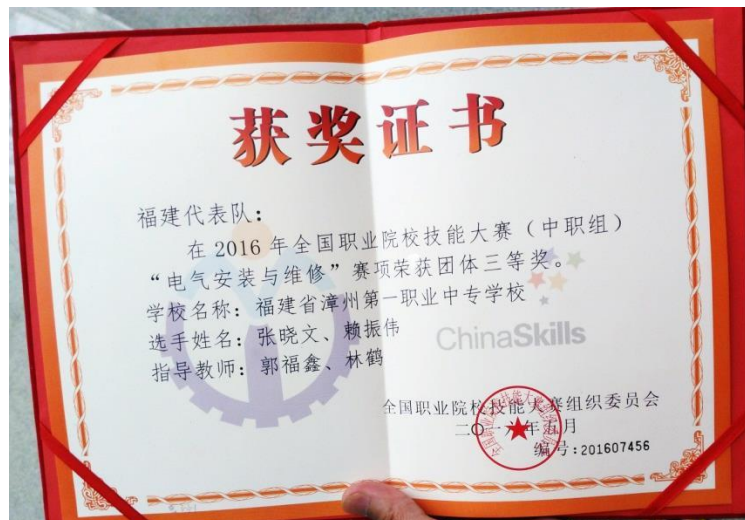 获奖证书
福建代表队：
在 2016 年全国职业院校技能大赛（中职组）
“电气安装与维修”赛项荣获团体三等奖。
学校名称：福建省漳州第一职业中专学校
选手姓名：张晓文、赖振伟
ChinaSkills
指导教师：郭福鑫、林鹤
全国职业院校技能大赛组织委员会
二〇一六年五月
编号:201607456